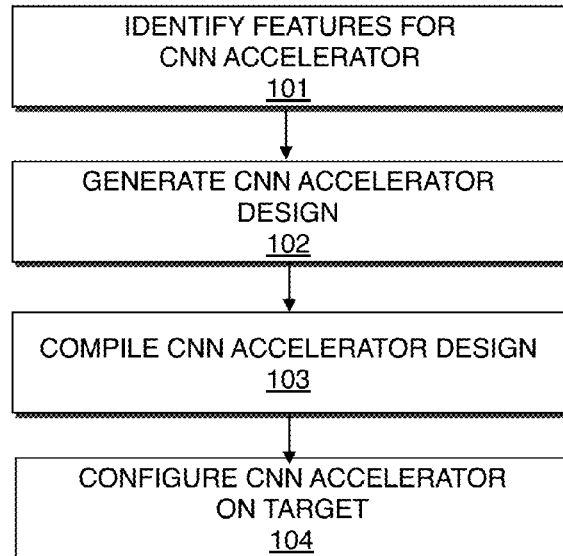 IDENTIFY FEATURES FOR
CNN ACCELERATOR
101
GENERATE CNN ACCELERATOR
DESIGN
102
COMPILE CNN ACCELERATOR DESIGN
103
CONFIGURE CNN ACCELERATOR
ON TARGET
104